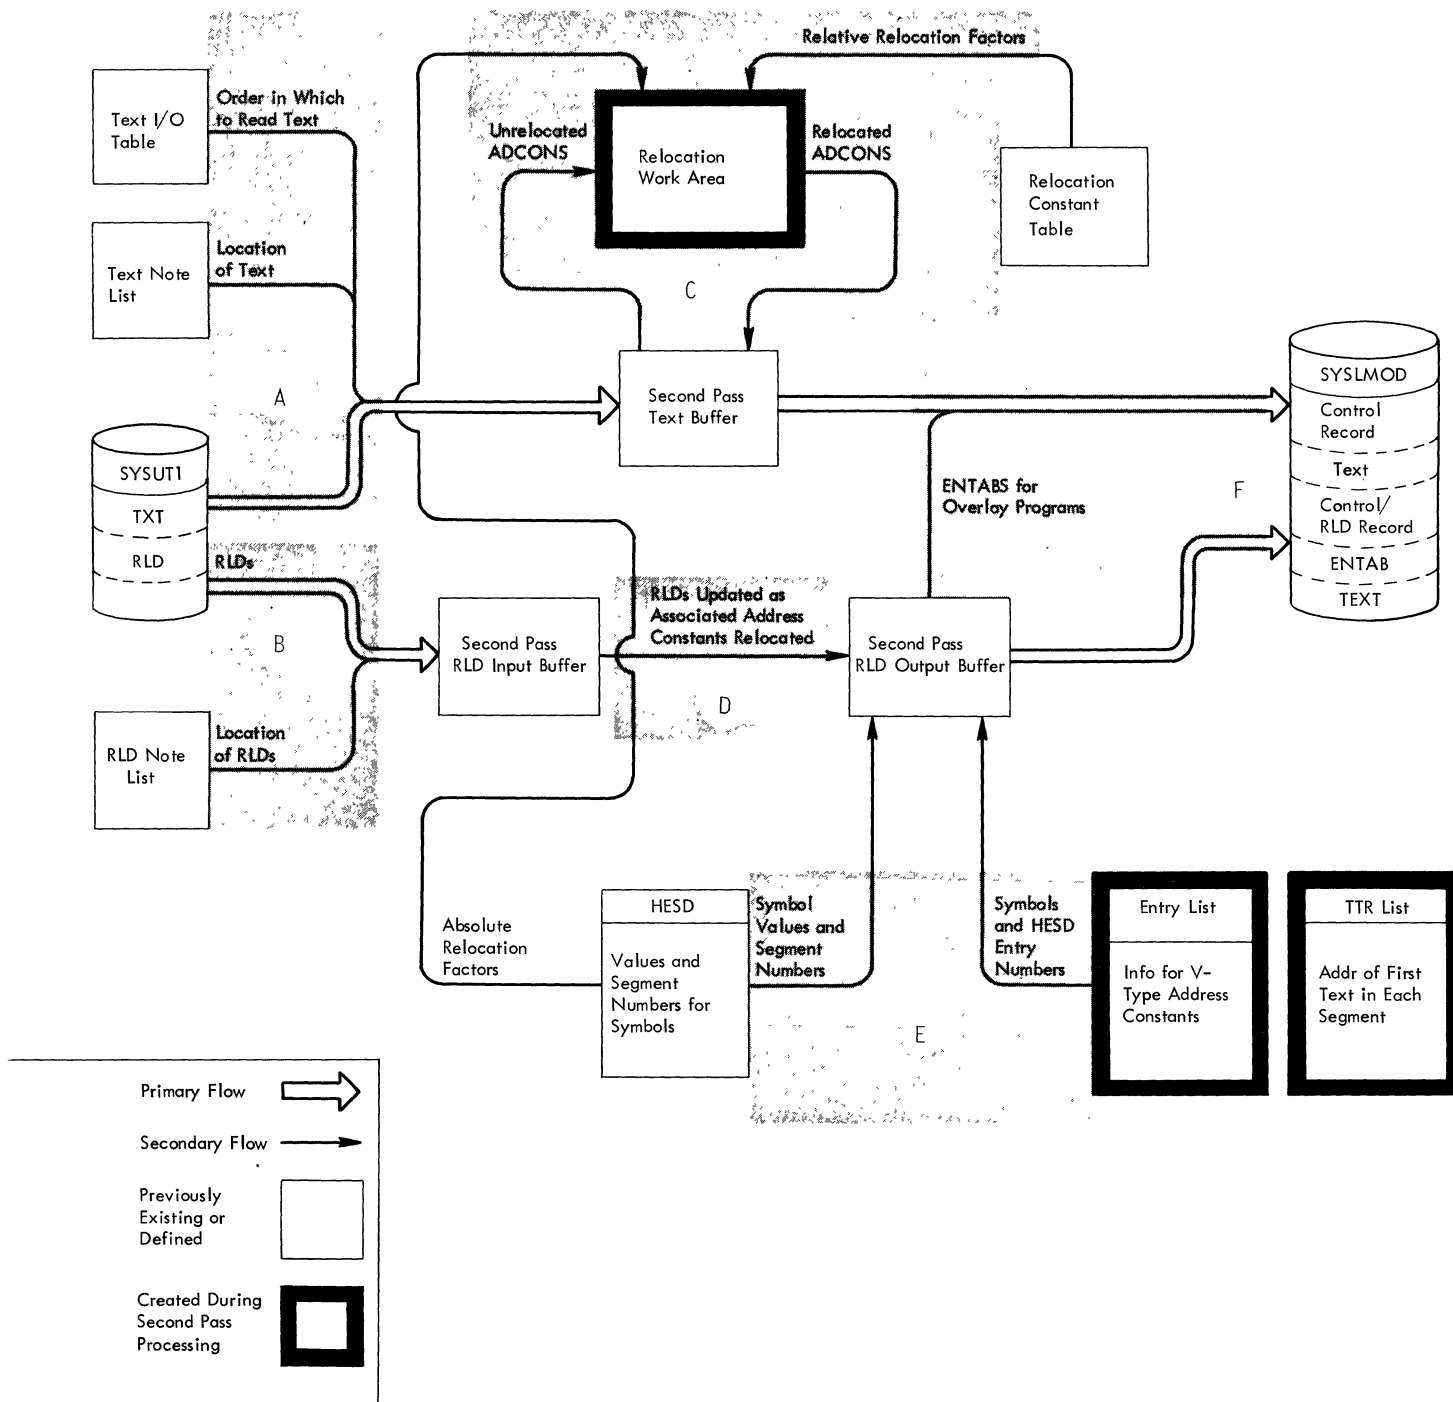 Relative Relocation Factors
Text I/O
Table
Order in Which
to Read Text
Unrelocated
ADCONS
Relocation
Work Area
Relocated
ADCONS
Relocation
Constant
Table
Text Note
List
Location
of Text
C
A
Second Pass
Text Buffer
SYSLMOD
Control
Record
Text
Control/
RLD Record
ENTAB
TEXT
F
ENTABS for
Overlay Programs
SYSUT1
TXT
RLD
RLDs
B
Second Pass
RLD Input Buffer
RLDs Updated as
Associated Address
Constants Relocated
D
Second Pass
RLD Output Buffer
RLD Note
List
Location
of RLDs
Absolute
Relocation
Factors
HESD
Values and
Segment
Numbers for
Symbols
Symbol
Values and
Segment
Numbers
E
Symbols
and HESD
Entry
Numbers
Entry List
Info for V-
Type Address
Constants
TTR List
Addr of First
Text in Each
Segment
Primary Flow
Secondary Flow
Previously
Existing or
Defined
Created During
Second Pass
Processing